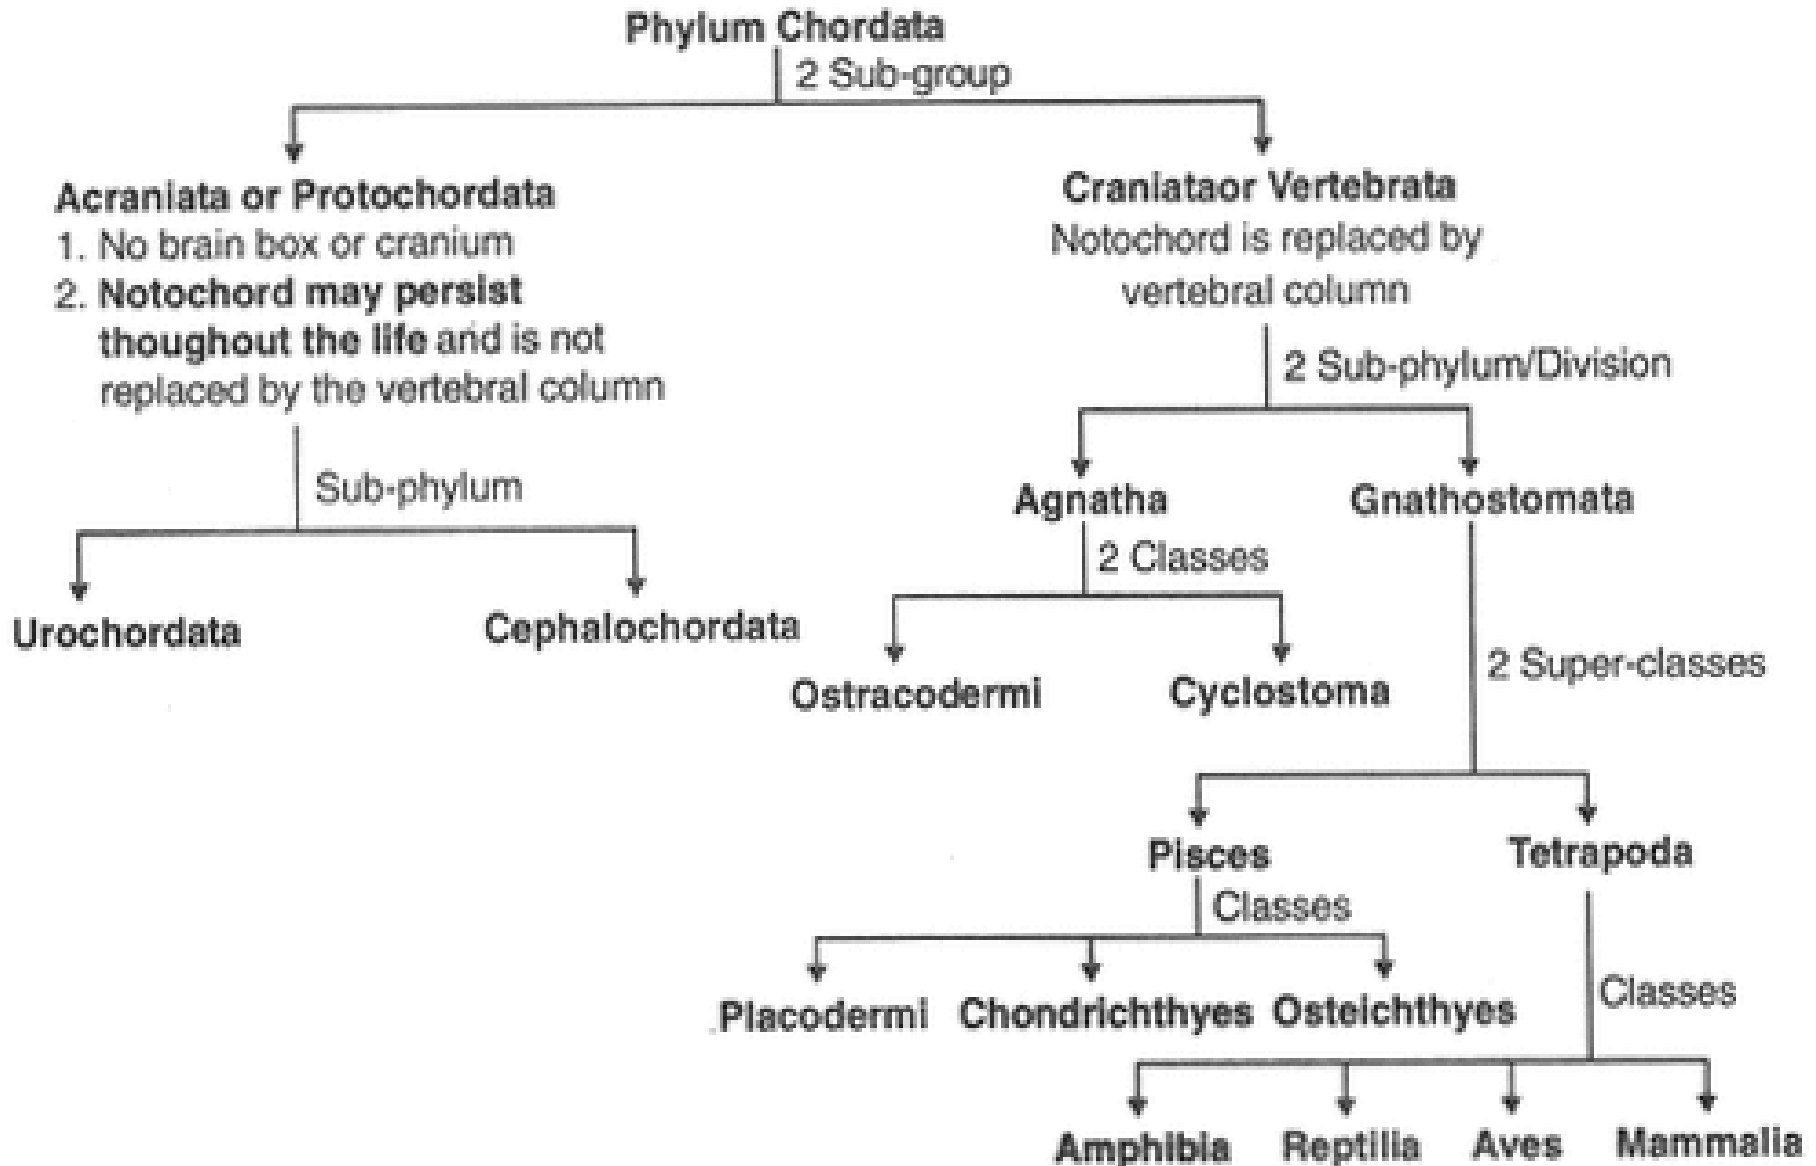 Phylum Chordata
2 Sub-group
Acraniata or Protochordata
1. No brain box or cranium
2. Notochord may persist
thoughout the life and is not
replaced by the vertebral column
Sub-phylum
Urochordata
Cephalochordata
Craniataor Vertebrata
Notochord is replaced by
vertebral column
2 Sub-phylum/Division
Agnatha
Gnathostomata
2 Classes
Ostracodermi
Cyclostoma
2 Super-classes
Pisces
Tetrapoda
Classes
Placodermi
Chondrichthyes
Osteichthyes
Classes
Amphibia
Reptilia
Aves
Mammalia